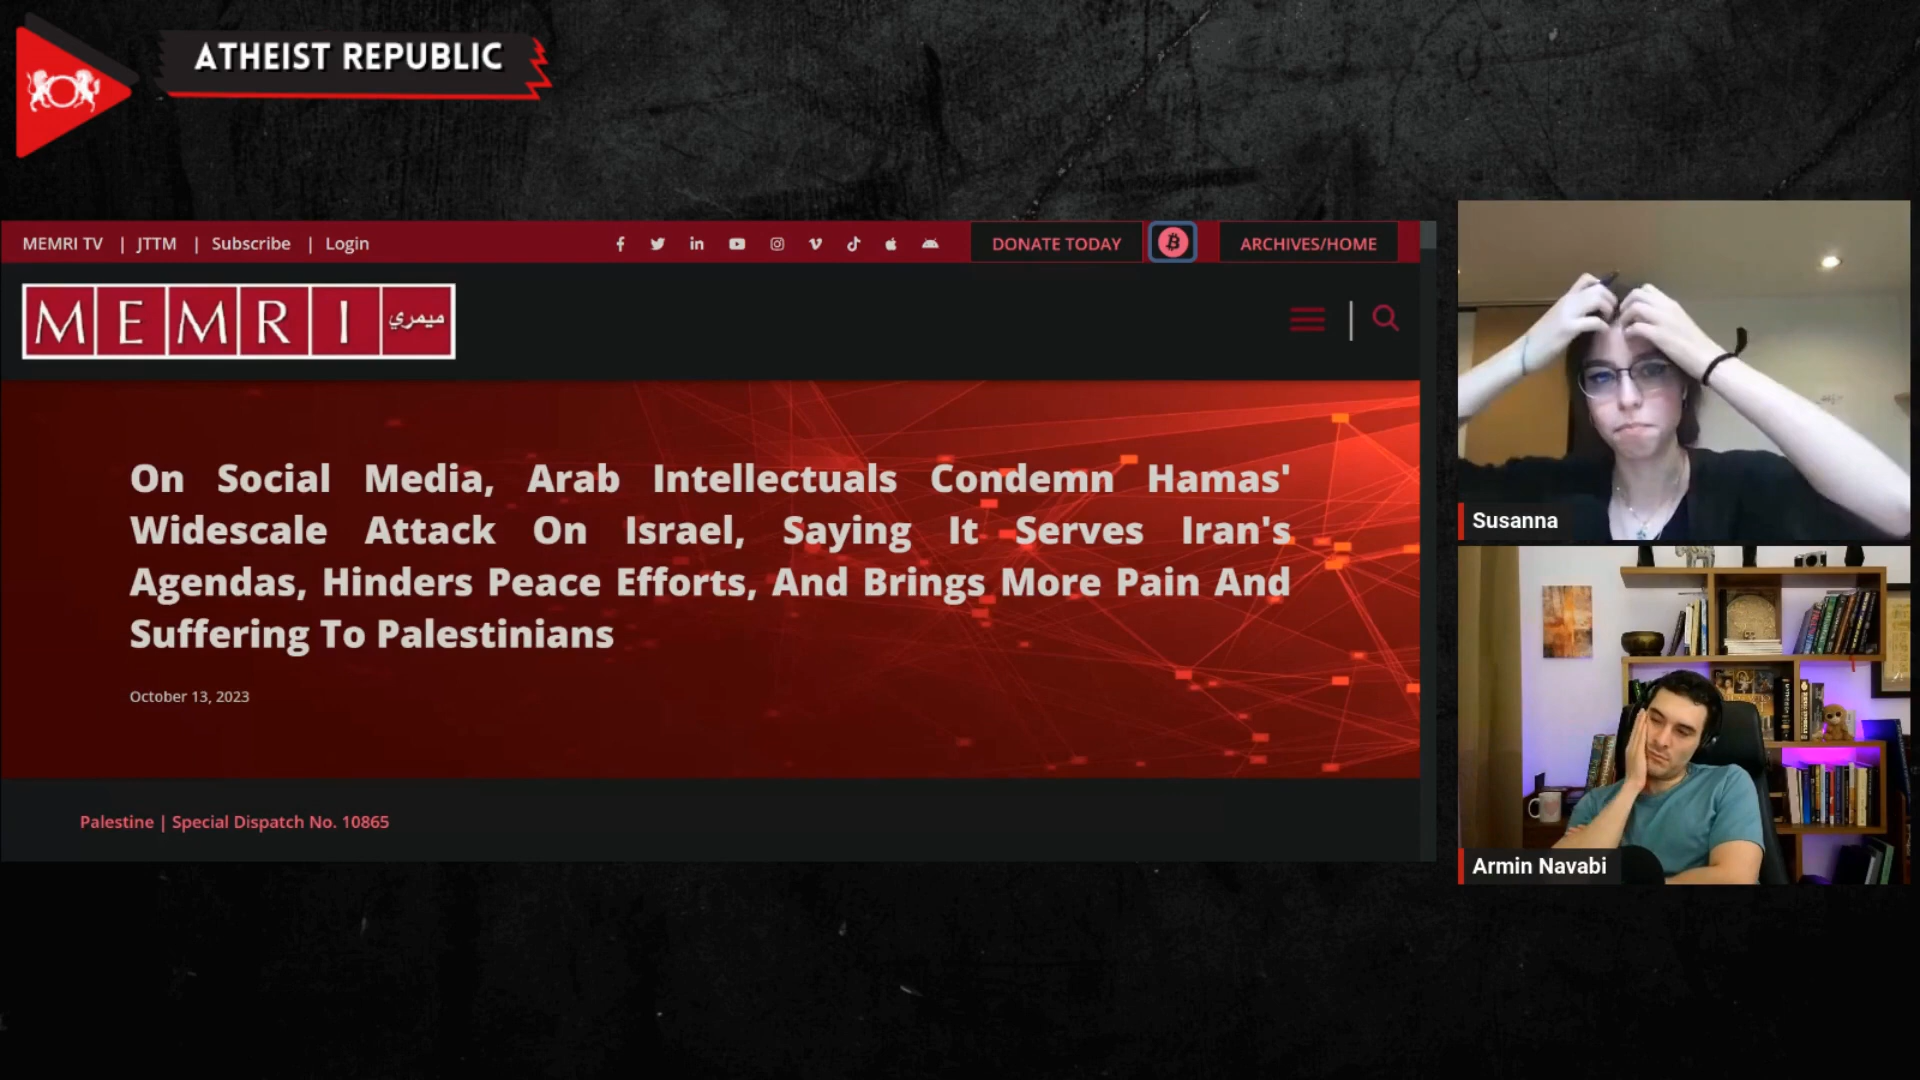 ATHEIST REPUBLIC
MEMRI TV | JTTM | Subscribe | Login
DONATE TODAY
ARCHIVES/HOME
MEMRI ميمري
On Social Media, Arab Intellectuals Condemn Hamas'
Widescale Attack On Israel, Saying It Serves Iran's
Agendas, Hinders Peace Efforts, And Brings More Pain And
Suffering To Palestinians
October 13, 2023
Palestine | Special Dispatch No. 10865
Susanna
Armin Navabi